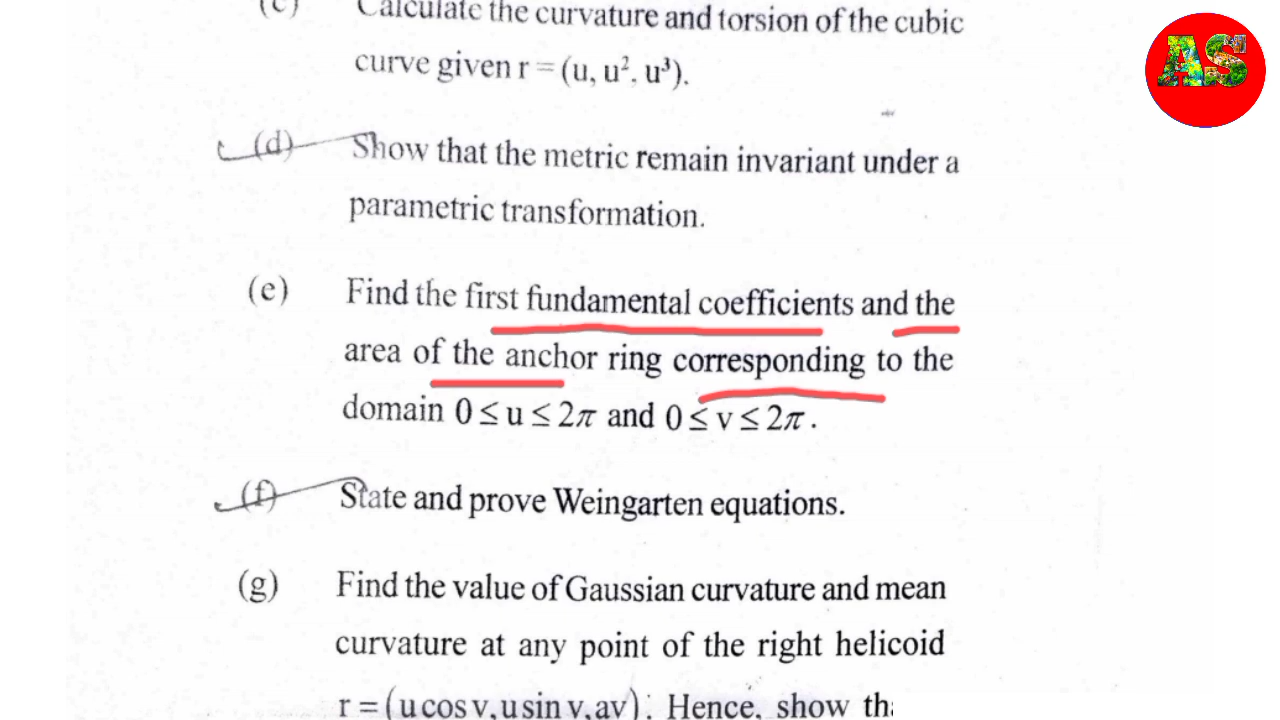 (c) Calculate the curvature and torsion of the cubic
curve given r = (u, u². u³).
(d) Show that the metric remain invariant under a
parametric transformation.
(e) Find the first fundamental coefficients and the
area of the anchor ring corresponding to the
domain 0 ≤ u ≤ 2π and 0 ≤ v ≤ 2π.
(f) State and prove Weingarten equations.
(g) Find the value of Gaussian curvature and mean
curvature at any point of the right helicoid
r = (u cos v, u sin v, av). Hence, show
AS